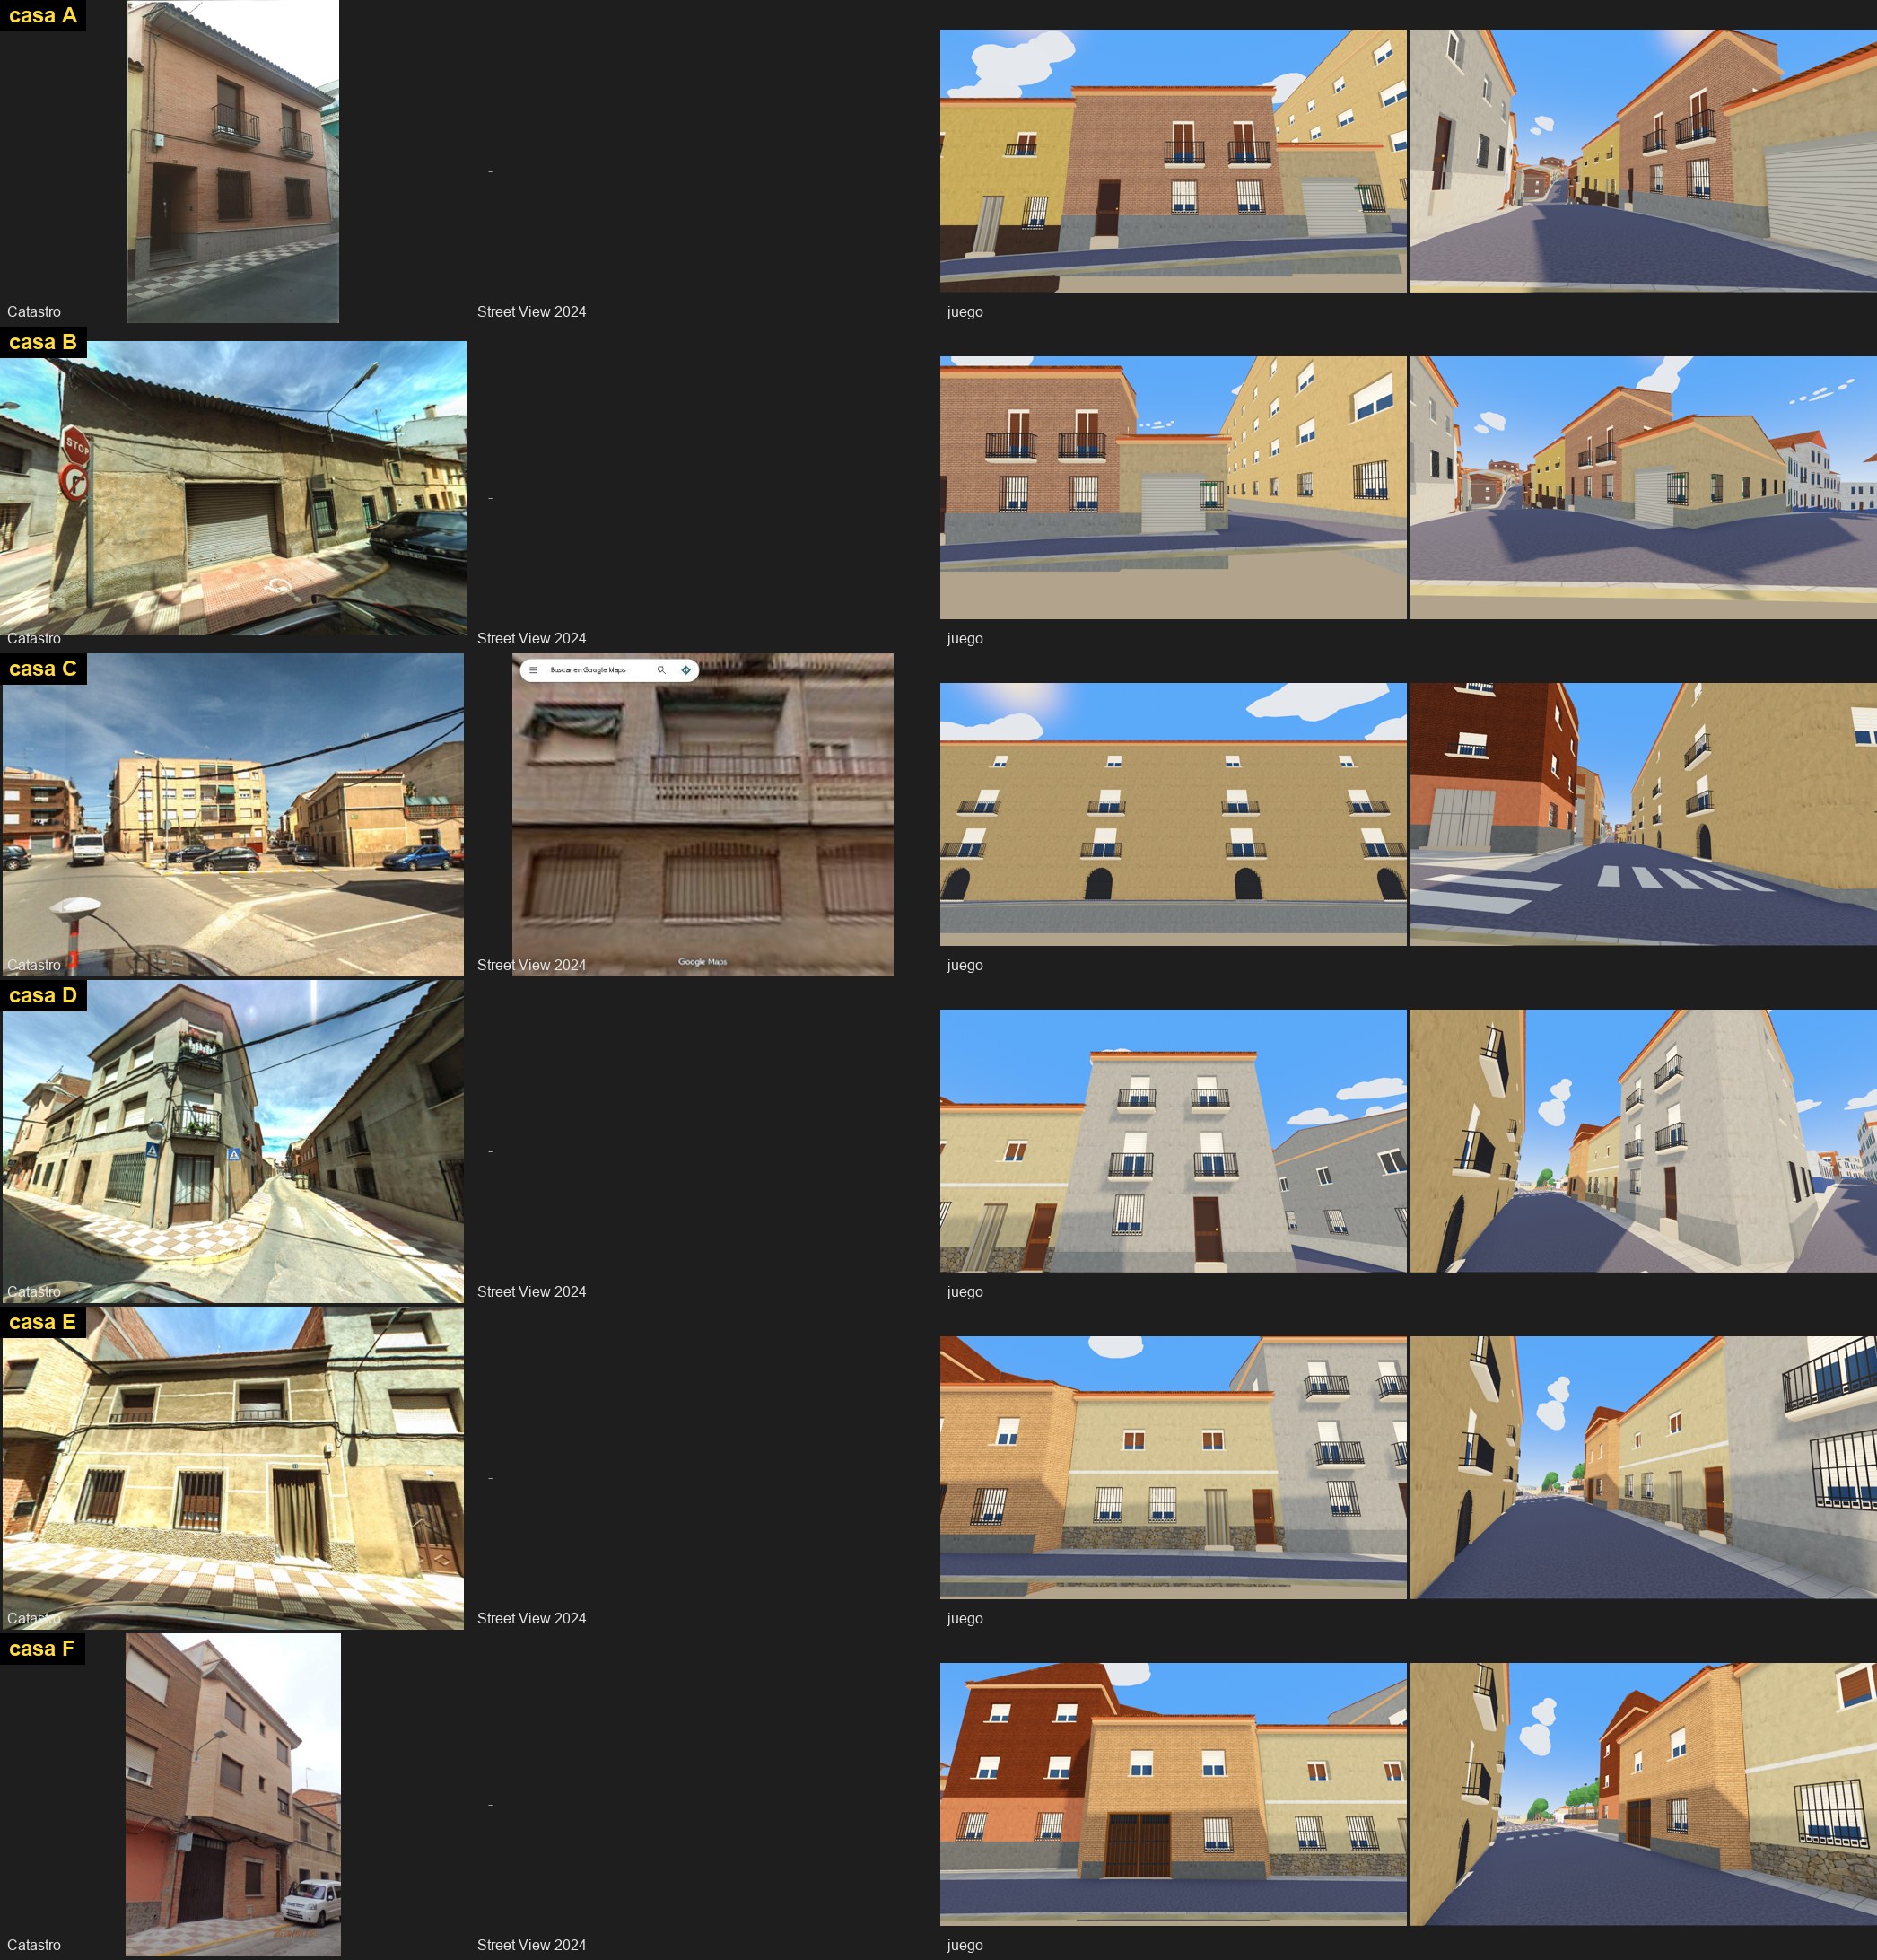 casa A
Catastro
Street View 2024
juego
casa B
STOP
Catastro
Street View 2024
juego
casa C
Buscar en Google Maps
Google Maps
Catastro
Street View 2024
juego
casa D
Catastro
Street View 2024
juego
casa E
Catastro
Street View 2024
juego
casa F
Catastro
Street View 2024
juego